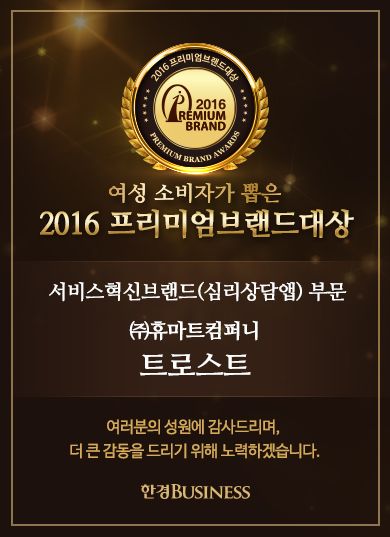 2016 프리미엄브랜드대상
2016
PREMIUM
BRAND
PREMIUM BRAND AWARDS
여성 소비자가 뽑은
2016 프리미엄브랜드대상
서비스혁신브랜드(심리상담앱) 부문
㈜휴마트컴퍼니
트로스트
여러분의 성원에 감사드리며,
더 큰 감동을 드리기 위해 노력하겠습니다.
한경BUSINESS